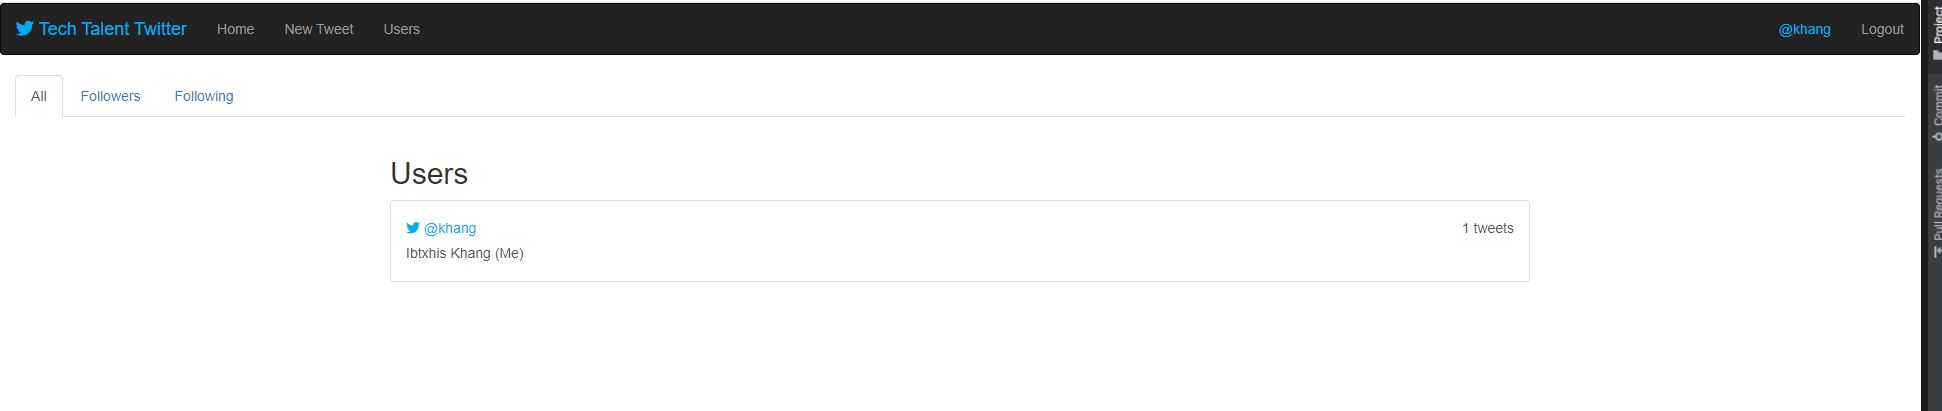 Tech Talent Twitter Home New Tweet Users @khang Logout
All Followers Following
Users
@khang 1 tweets
Ibtxhis Khang (Me)
Project
Commit
Pull Requests